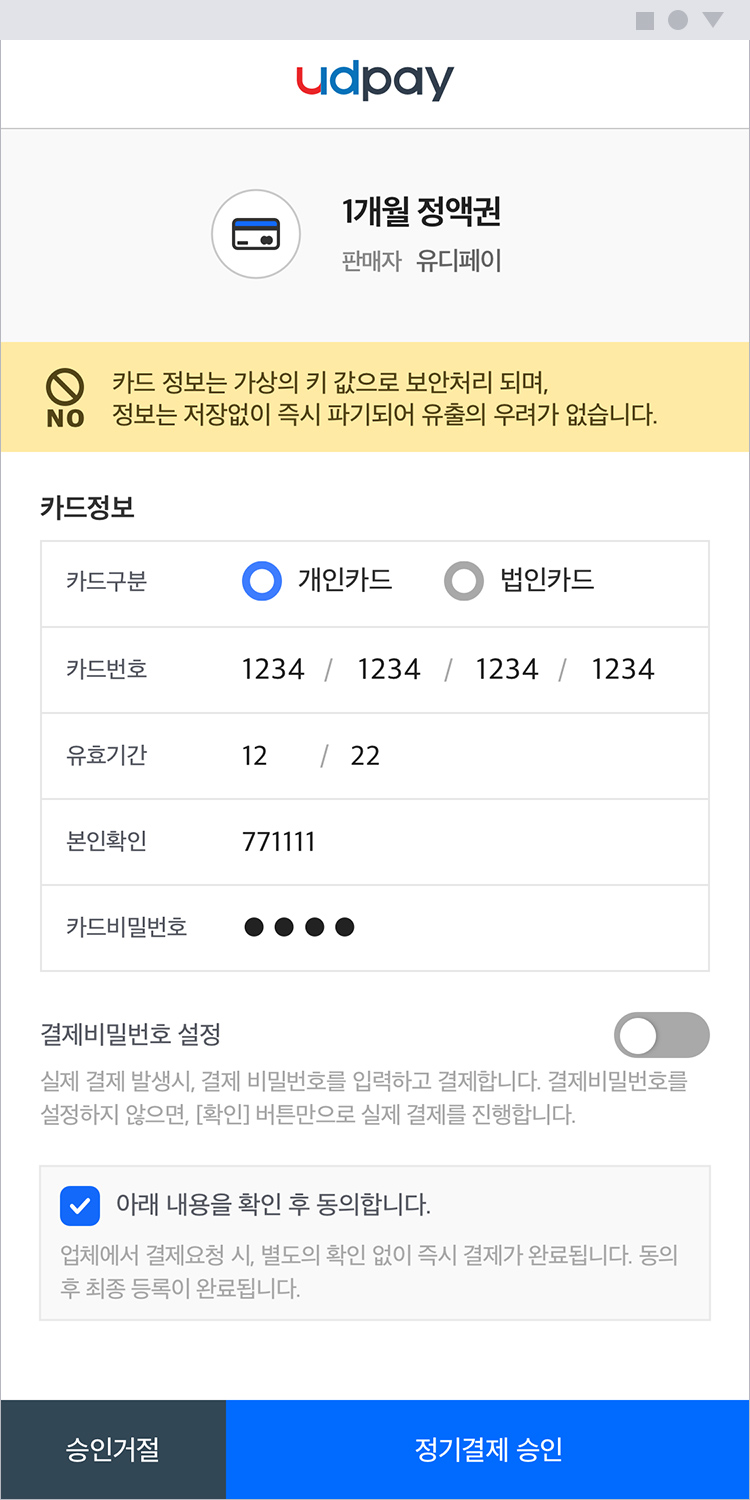 udpay
1개월 정액권
판매자 유디페이
NO
카드 정보는 가상의 키 값으로 보안처리 되며,
정보는 저장없이 즉시 파기되어 유출의 우려가 없습니다.
카드정보
카드구분 개인카드 법인카드
카드번호 1234 / 1234 / 1234 / 1234
유효기간 12 / 22
본인확인 771111
카드비밀번호 ●●●●
결제비밀번호 설정
실제 결제 발생시, 결제 비밀번호를 입력하고 결제합니다. 결제비밀번호를
설정하지 않으면, [확인] 버튼만으로 실제 결제를 진행합니다.
아래 내용을 확인 후 동의합니다.
업체에서 결제요청 시, 별도의 확인 없이 즉시 결제가 완료됩니다. 동의
후 최종 등록이 완료됩니다.
승인거절 정기결제 승인